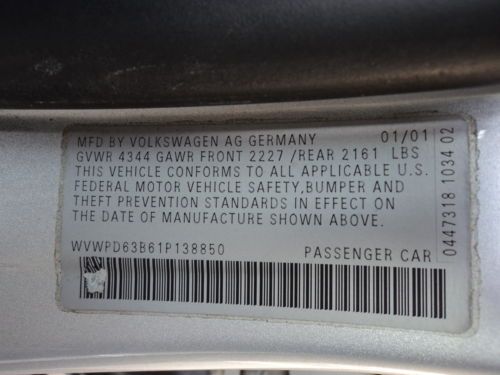 MFD BY VOLKSWAGEN AG GERMANY 01/01
GVWR 4344 GAWR FRONT 2227 /REAR 2161 LBS
THIS VEHICLE CONFORMS TO ALL APPLICABLE U.S.
FEDERAL MOTOR VEHICLE SAFETY,BUMPER AND
THEFT PREVENTION STANDARDS IN EFFECT ON
THE DATE OF MANUFACTURE SHOWN ABOVE.
WVWPD63B61P138850 PASSENGER CAR
0447318 1034 02